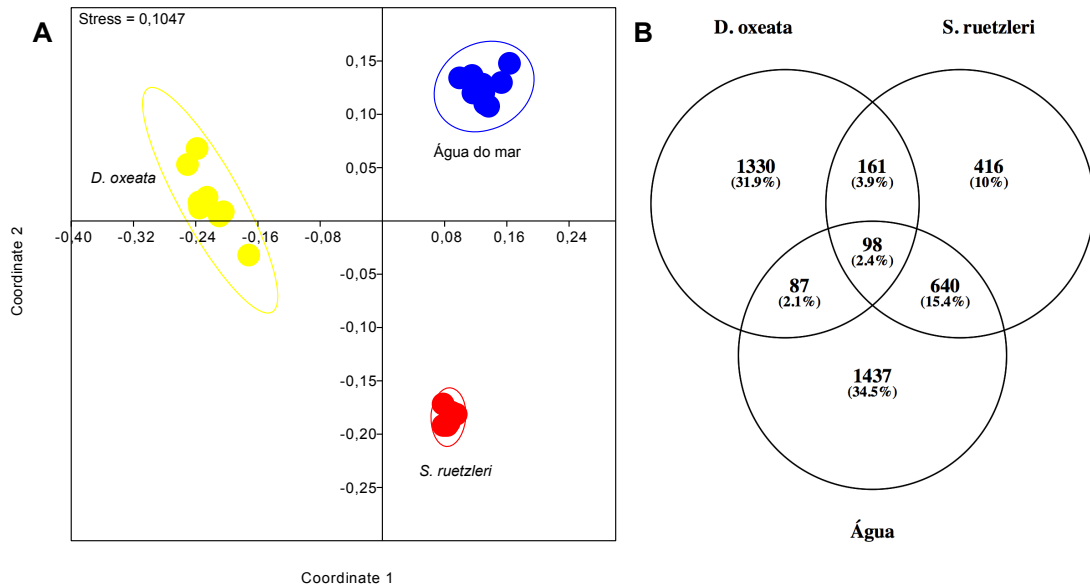 A
Stress = 0,1047
0,15
0,10
0,05
-0,05
-0,10
-0,15
-0,20
-0,25
-0,40
-0,32
-0,24
-0,16
-0,08
0,08
0,16
0,24
Coordinate 2
Coordinate 1
D. oxeata
Água do mar
S. ruetzleri
B
D. oxeata
S. ruetzleri
1330
(31.9%)
161
(3.9%)
416
(10%)
98
(2.4%)
87
(2.1%)
640
(15.4%)
1437
(34.5%)
Água